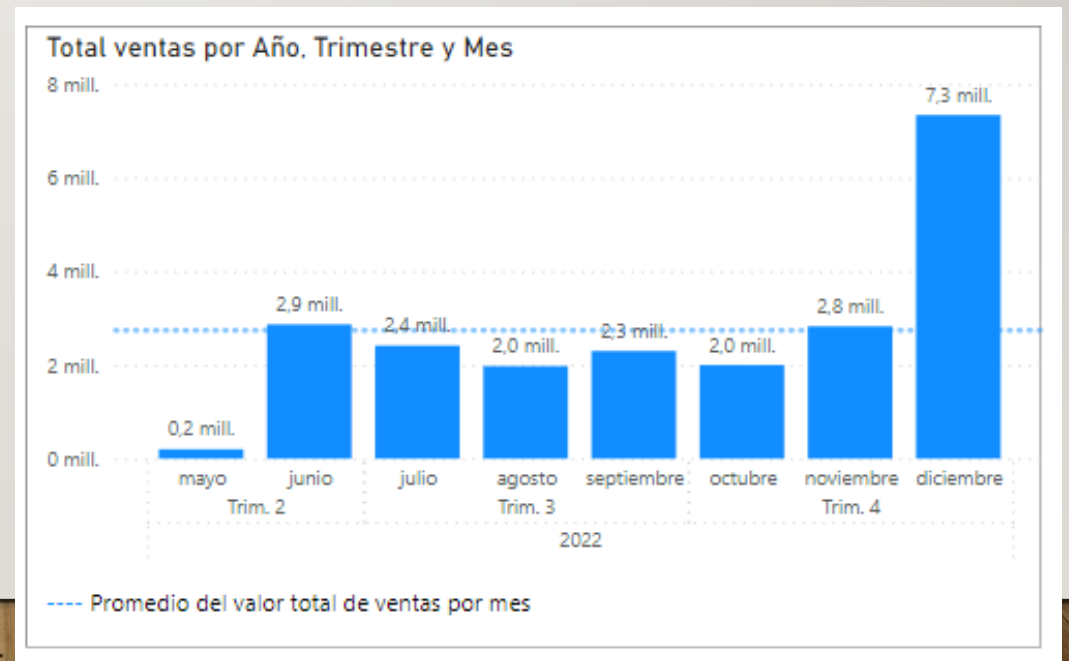 Total ventas por Año, Trimestre y Mes
8 mill.
7,3 mill.
6 mill.
4 mill.
2,9 mill.
2,8 mill.
2,4 mill.
2,3 mill.
2,0 mill.
2,0 mill.
2 mill.
0,2 mill.
0 mill.
mayo junio julio agosto septiembre octubre noviembre diciembre
Trim. 2 Trim. 3 Trim. 4
2022
Promedio del valor total de ventas por mes